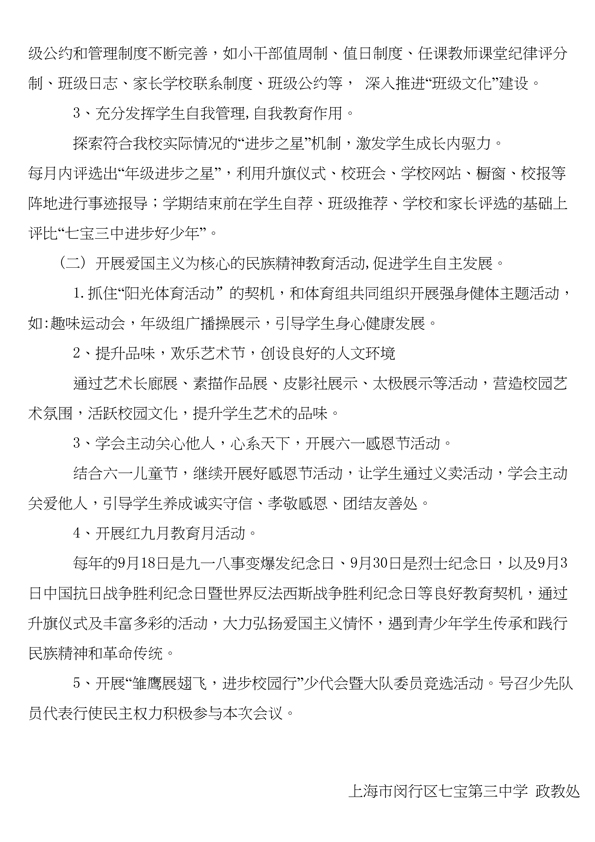 级公约和管理制度不断完善，如小干部值周制、值日制度、任课教师课堂纪律评分
制、班级日志、家长学校联系制度、班级公约等， 深入推进“班级文化”建设。
3、充分发挥学生自我管理,自我教育作用。
探索符合我校实际情况的“进步之星”机制，激发学生成长内驱力。
每月内评选出“年级进步之星”，利用升旗仪式、校班会、学校网站、橱窗、校报等
阵地进行事迹报导；学期结束前在学生自荐、班级推荐、学校和家长评选的基础上
评比“七宝三中进步好少年”。
(二) 开展爱国主义为核心的民族精神教育活动,促进学生自主发展。
1.抓住“阳光体育活动”的契机，和体育组共同组织开展强身健体主题活动，
如:趣味运动会，年级组广播操展示，引导学生身心健康发展。
2、提升品味，欢乐艺术节，创设良好的人文环境
通过艺术长廊展、素描作品展、皮影社展示、太极展示等活动，营造校园艺
术氛围，活跃校园文化，提升学生艺术的品味。
3、学会主动关心他人，心系天下，开展六一感恩节活动。
结合六一儿童节，继续开展好感恩节活动，让学生通过义卖活动，学会主动
关爱他人，引导学生养成诚实守信、孝敬感恩、团结友善处。
4、开展红九月教育月活动。
每年的9月18日是九一八事变爆发纪念日、9月30日是烈士纪念日，以及9月3
日中国抗日战争胜利纪念日暨世界反法西斯战争胜利纪念日等良好教育契机，通过
升旗仪式及丰富多彩的活动，大力弘扬爱国主义情怀，遇到青少年学生传承和践行
民族精神和革命传统。
5、开展“雏鹰展翅飞，进步校园行”少代会暨大队委员竞选活动。号召少先队
员代表行使民主权力积极参与本次会议。
上海市闵行区七宝第三中学 政教处